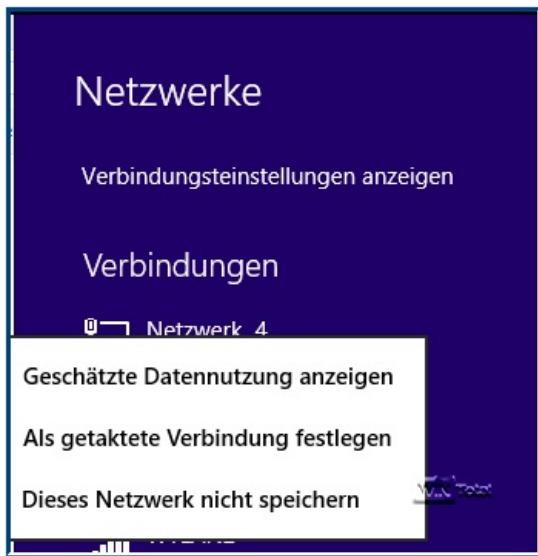 Netzwerke
Verbindungsteinstellungen anzeigen
Verbindungen
Netzwerk 4
Geschätzte Datennutzung anzeigen
Als getaktete Verbindung festlegen
Dieses Netzwerk nicht speichern